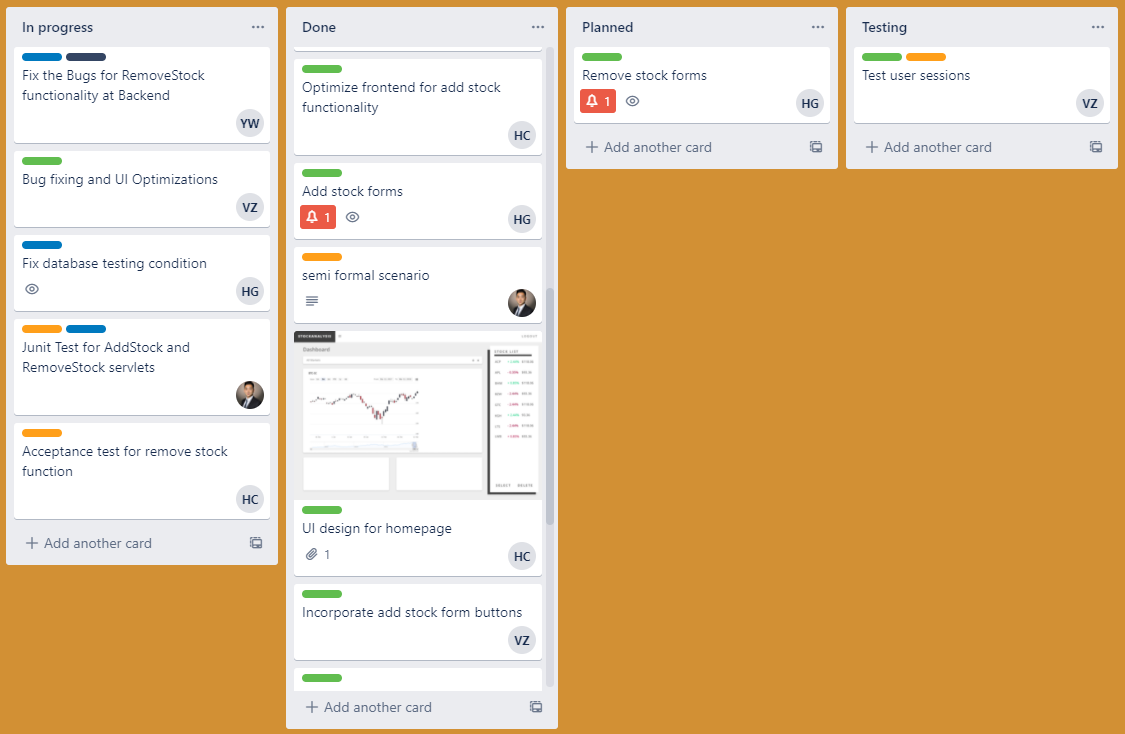 In progress
Fix the Bugs for RemoveStock
functionality at Backend
YW
Bug fixing and UI Optimizations
VZ
Fix database testing condition
HG
Junit Test for AddStock and
RemoveStock servlets
Acceptance test for remove stock
function
HC
Add another card
Done
Optimize frontend for add stock
functionality
HC
Add stock forms
1
HG
semi formal scenario
STOCKANALYSIS
Dashboard
STOCK LIST
SELECT DELETE
UI design for homepage
1
HC
Incorporate add stock form buttons
VZ
Add another card
Planned
Remove stock forms
1
HG
Add another card
Testing
Test user sessions
VZ
Add another card